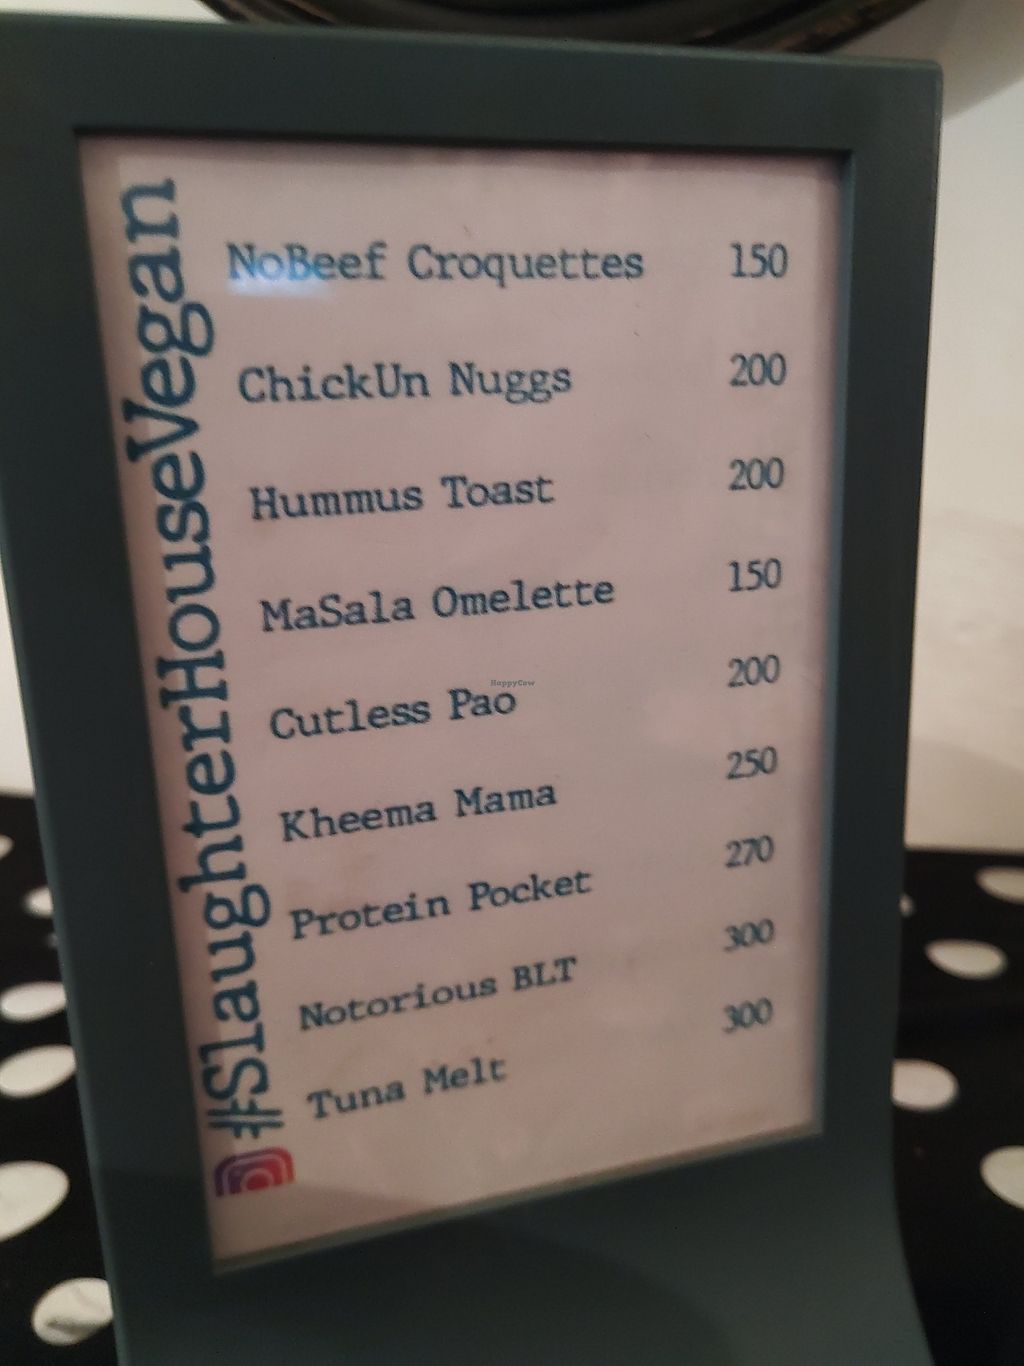 #SlaughterHouseVegan
NoBeef Croquettes 150
ChickUn Nuggs 200
Hummus Toast 200
MaSala Omelette 150
Cutless Pao 200
Kheema Mama 250
Protein Pocket 270
Notorious BLT 300
Tuna Melt 300
HappyCow